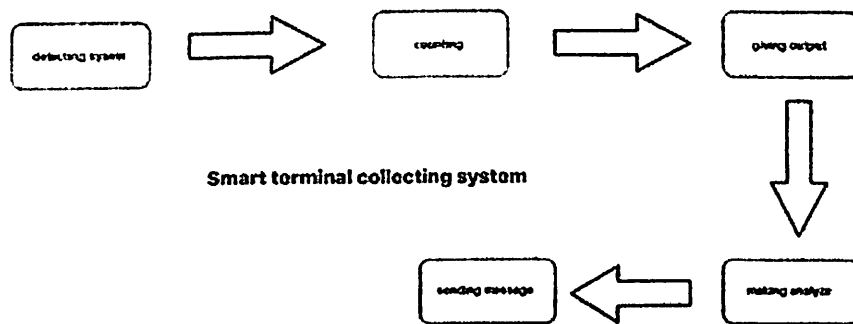 detecting system
counting
giving output
Smart terminal collecting system
sending message
making analyze